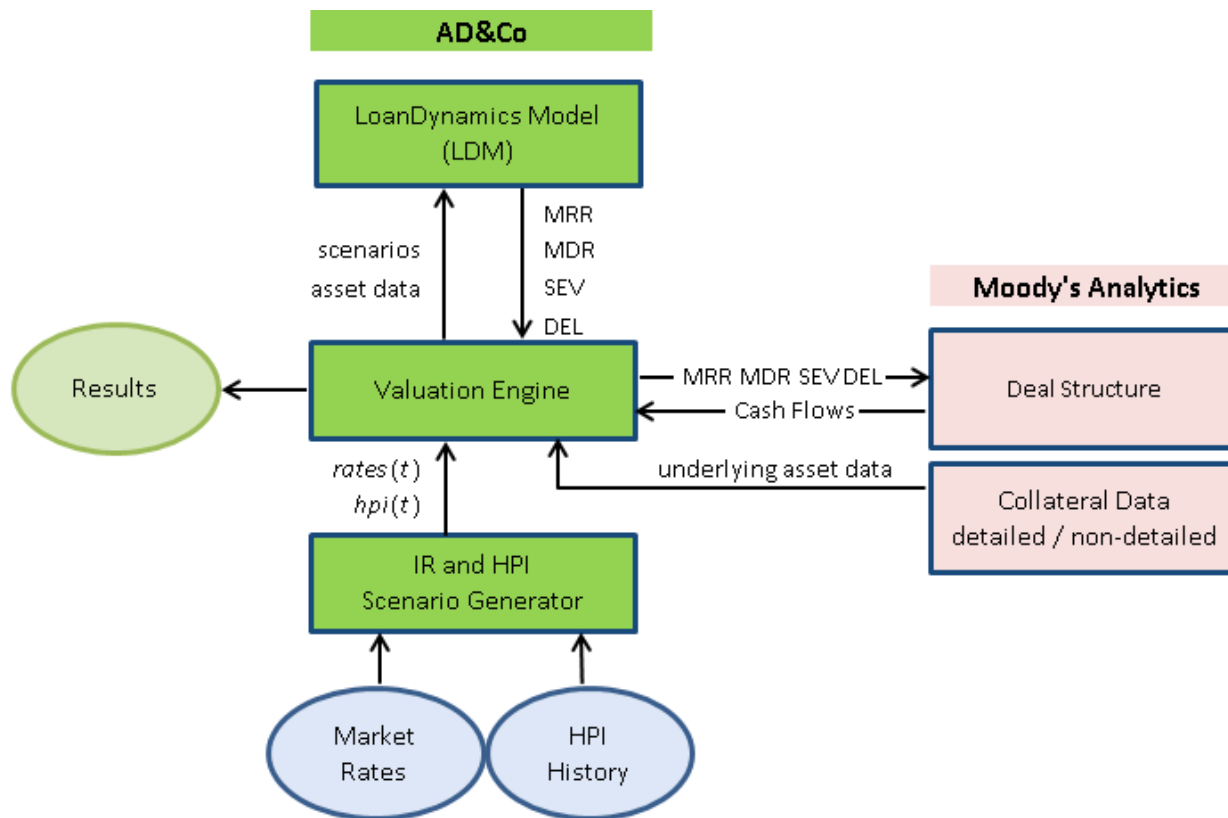 AD&Co
LoanDynamics Model
(LDM)
scenarios
asset data
MRR
MDR
SEV
DEL
Moody's Analytics
Results
Valuation Engine
MRR MDR SEV DEL
Cash Flows
Deal Structure
underlying asset data
Collateral Data
detailed / non-detailed
rates(t)
hpi(t)
IR and HPI
Scenario Generator
Market
Rates
HPI
History